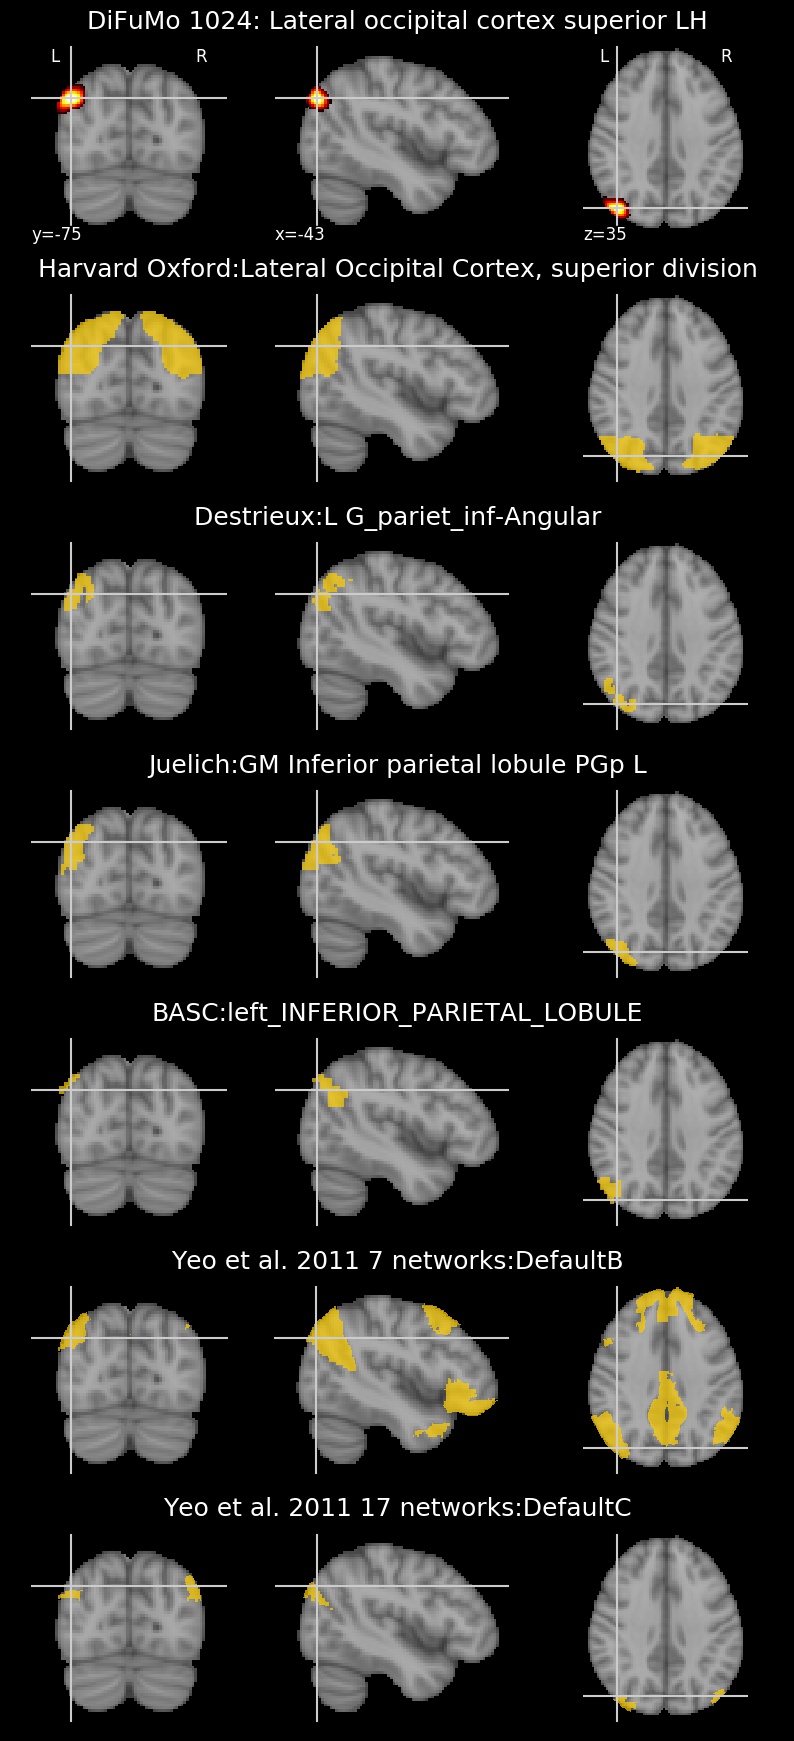 DiFuMo 1024: Lateral occipital cortex superior LH
L R L R
y=-75 x=-43 z=35
Harvard Oxford:Lateral Occipital Cortex, superior division
Destrieux:L G_pariet_inf-Angular
Juelich:GM Inferior parietal lobule PGp L
BASC:left_INFERIOR_PARIETAL_LOBULE
Yeo et al. 2011 7 networks:DefaultB
Yeo et al. 2011 17 networks:DefaultC